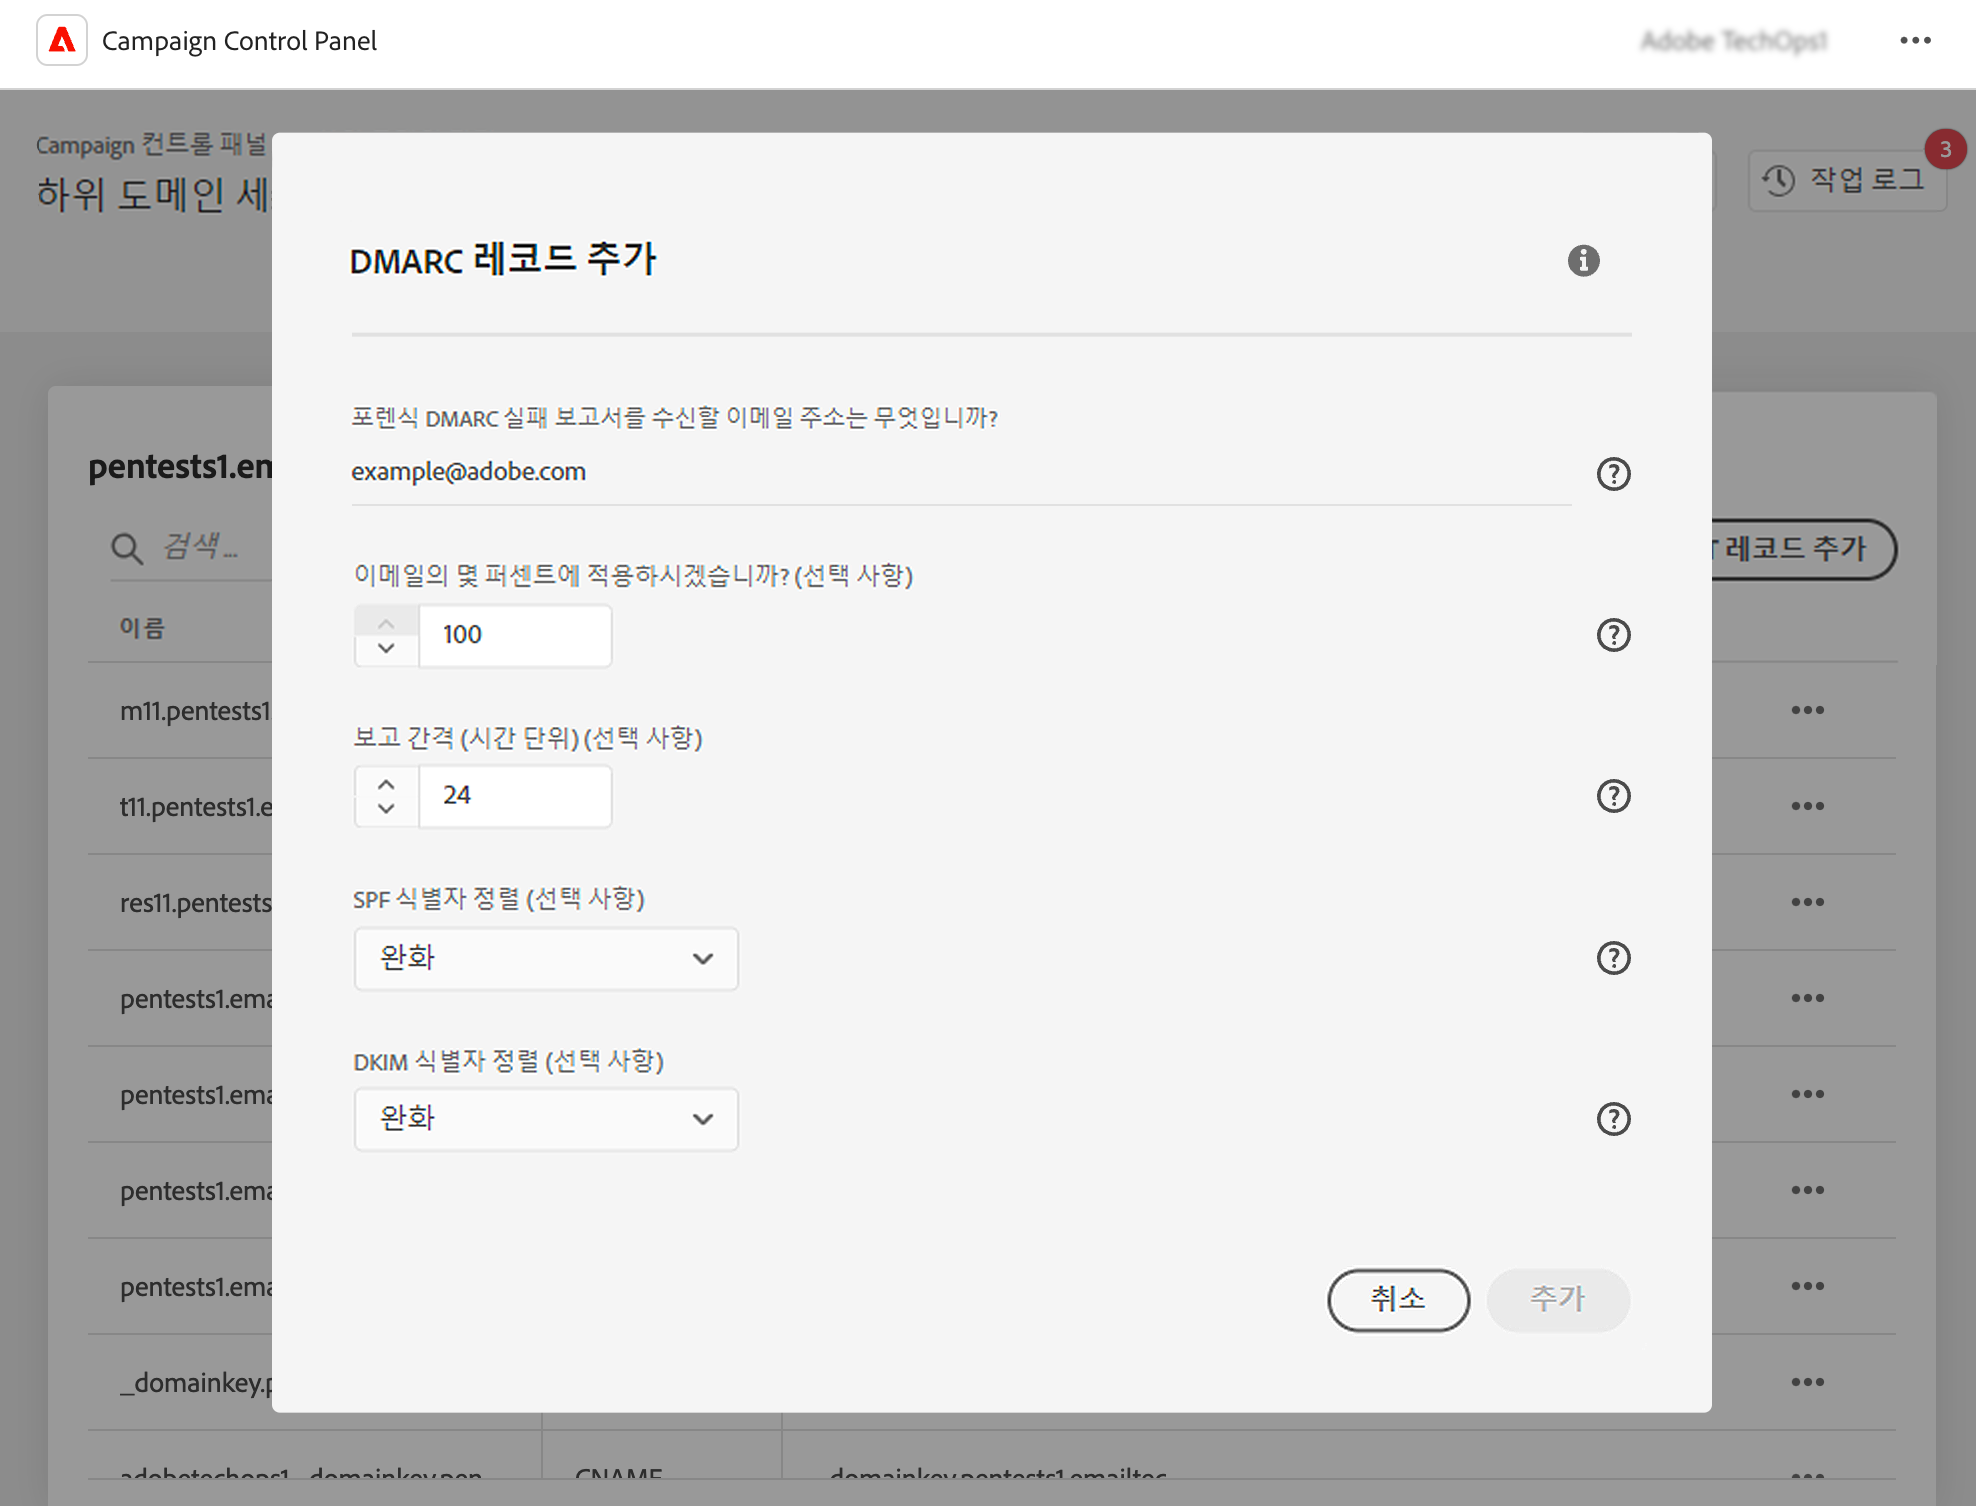 Campaign Control Panel
Adobe TechOps1
Campaign 컨트롤 패널
하위 도메인 세
작업 로그
3
DMARC 레코드 추가
포렌식 DMARC 실패 보고서를 수신할 이메일 주소는 무엇입니까?
example@adobe.com
이메일의 몇 퍼센트에 적용하시겠습니까? (선택 사항)
100
보고 간격 (시간 단위) (선택 사항)
24
SPF 식별자 정렬 (선택 사항)
완화
DKIM 식별자 정렬 (선택 사항)
완화
취소
추가
pentests1.em
검색...
레코드 추가
이름
m11.pentests1.
t11.pentests1.e
res11.pentests
pentests1.ema
pentests1.ema
pentests1.ema
pentests1.ema
_domainkey.p
adobetechops1._domainkey.pen
CNAME
domainkey.pentests1.emailtec